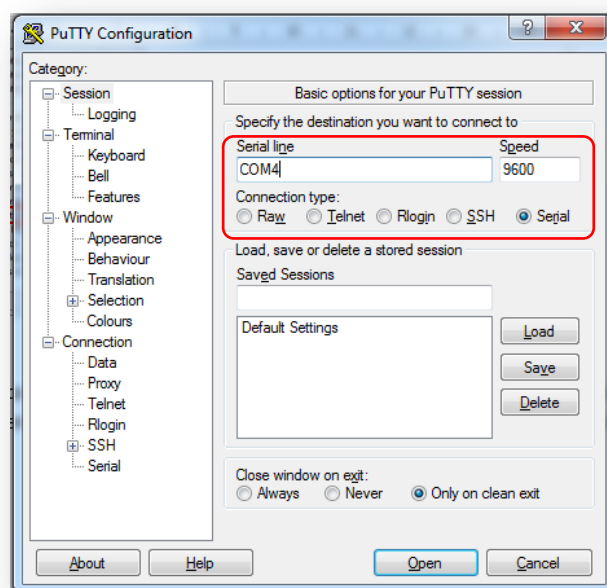 PuTTY Configuration
?
X
Category:
Session
Logging
Terminal
Keyboard
Bell
Features
Window
Appearance
Behaviour
Translation
Selection
Colours
Connection
Data
Proxy
Telnet
Rlogin
SSH
Serial
Basic options for your PuTTY session
Specify the destination you want to connect to
Serial line Speed
COM4 9600
Connection type:
Raw Telnet Rlogin SSH Serial
Load, save or delete a stored session
Saved Sessions
Default Settings
Load
Save
Delete
Close window on exit:
Always Never Only on clean exit
About Help Open Cancel